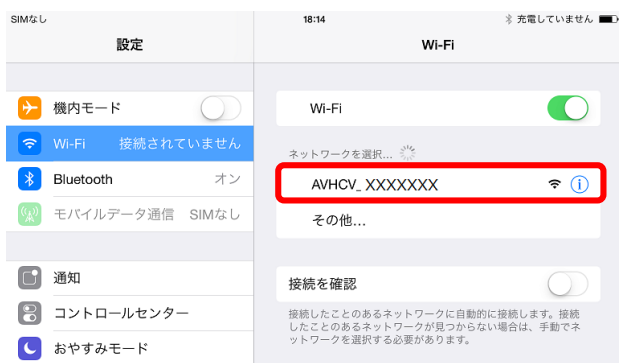 SIMなし 18:14 充電していません
設定
Wi-Fi
機内モード
Wi-Fi 接続されていません
Bluetooth オン
モバイルデータ通信 SIMなし
通知
コントロールセンター
おやすみモード
Wi-Fi
ネットワークを選択...
AVHCV_ XXXXXXX
その他...
接続を確認
接続したことのあるネットワークに自動的に接続します。接続
したことのあるネットワークが見つからない場合は、手動でネ
ットワークを選択する必要があります。